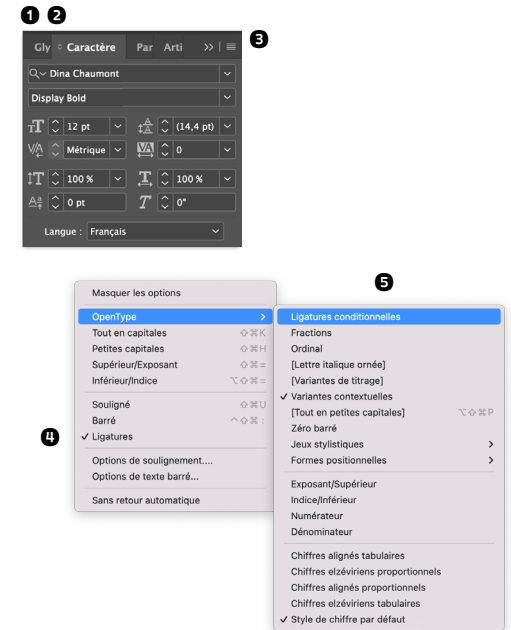 1 2
Gly Caractère Par Arti >> 3
Dina Chaumont
Display Bold
12 pt (14,4 pt)
Métrique 0
100 % 100 %
0 pt 0°
Langue : Français
5
Masquer les options
OpenType >
Tout en capitales ⇧⌘K
Petites capitales ⇧⌘H
Supérieur/Exposant ⇧⌘=
Inférieur/Indice ⌥⇧⌘=
Souligné ⇧⌘U
Barré ^⇧⌘:
4 ✓ Ligatures
Options de soulignement....
Options de texte barré...
Sans retour automatique
Ligatures conditionnelles
Fractions
Ordinal
[Lettre italique ornée]
[Variantes de titrage]
✓ Variantes contextuelles
[Tout en petites capitales] ⌥⇧⌘P
Zéro barré
Jeux stylistiques >
Formes positionnelles >
Exposant/Supérieur
Indice/Inférieur
Numérateur
Dénominateur
Chiffres alignés tabulaires
Chiffres elzéviriens proportionnels
Chiffres alignés proportionnels
Chiffres elzéviriens tabulaires
✓ Style de chiffre par défaut